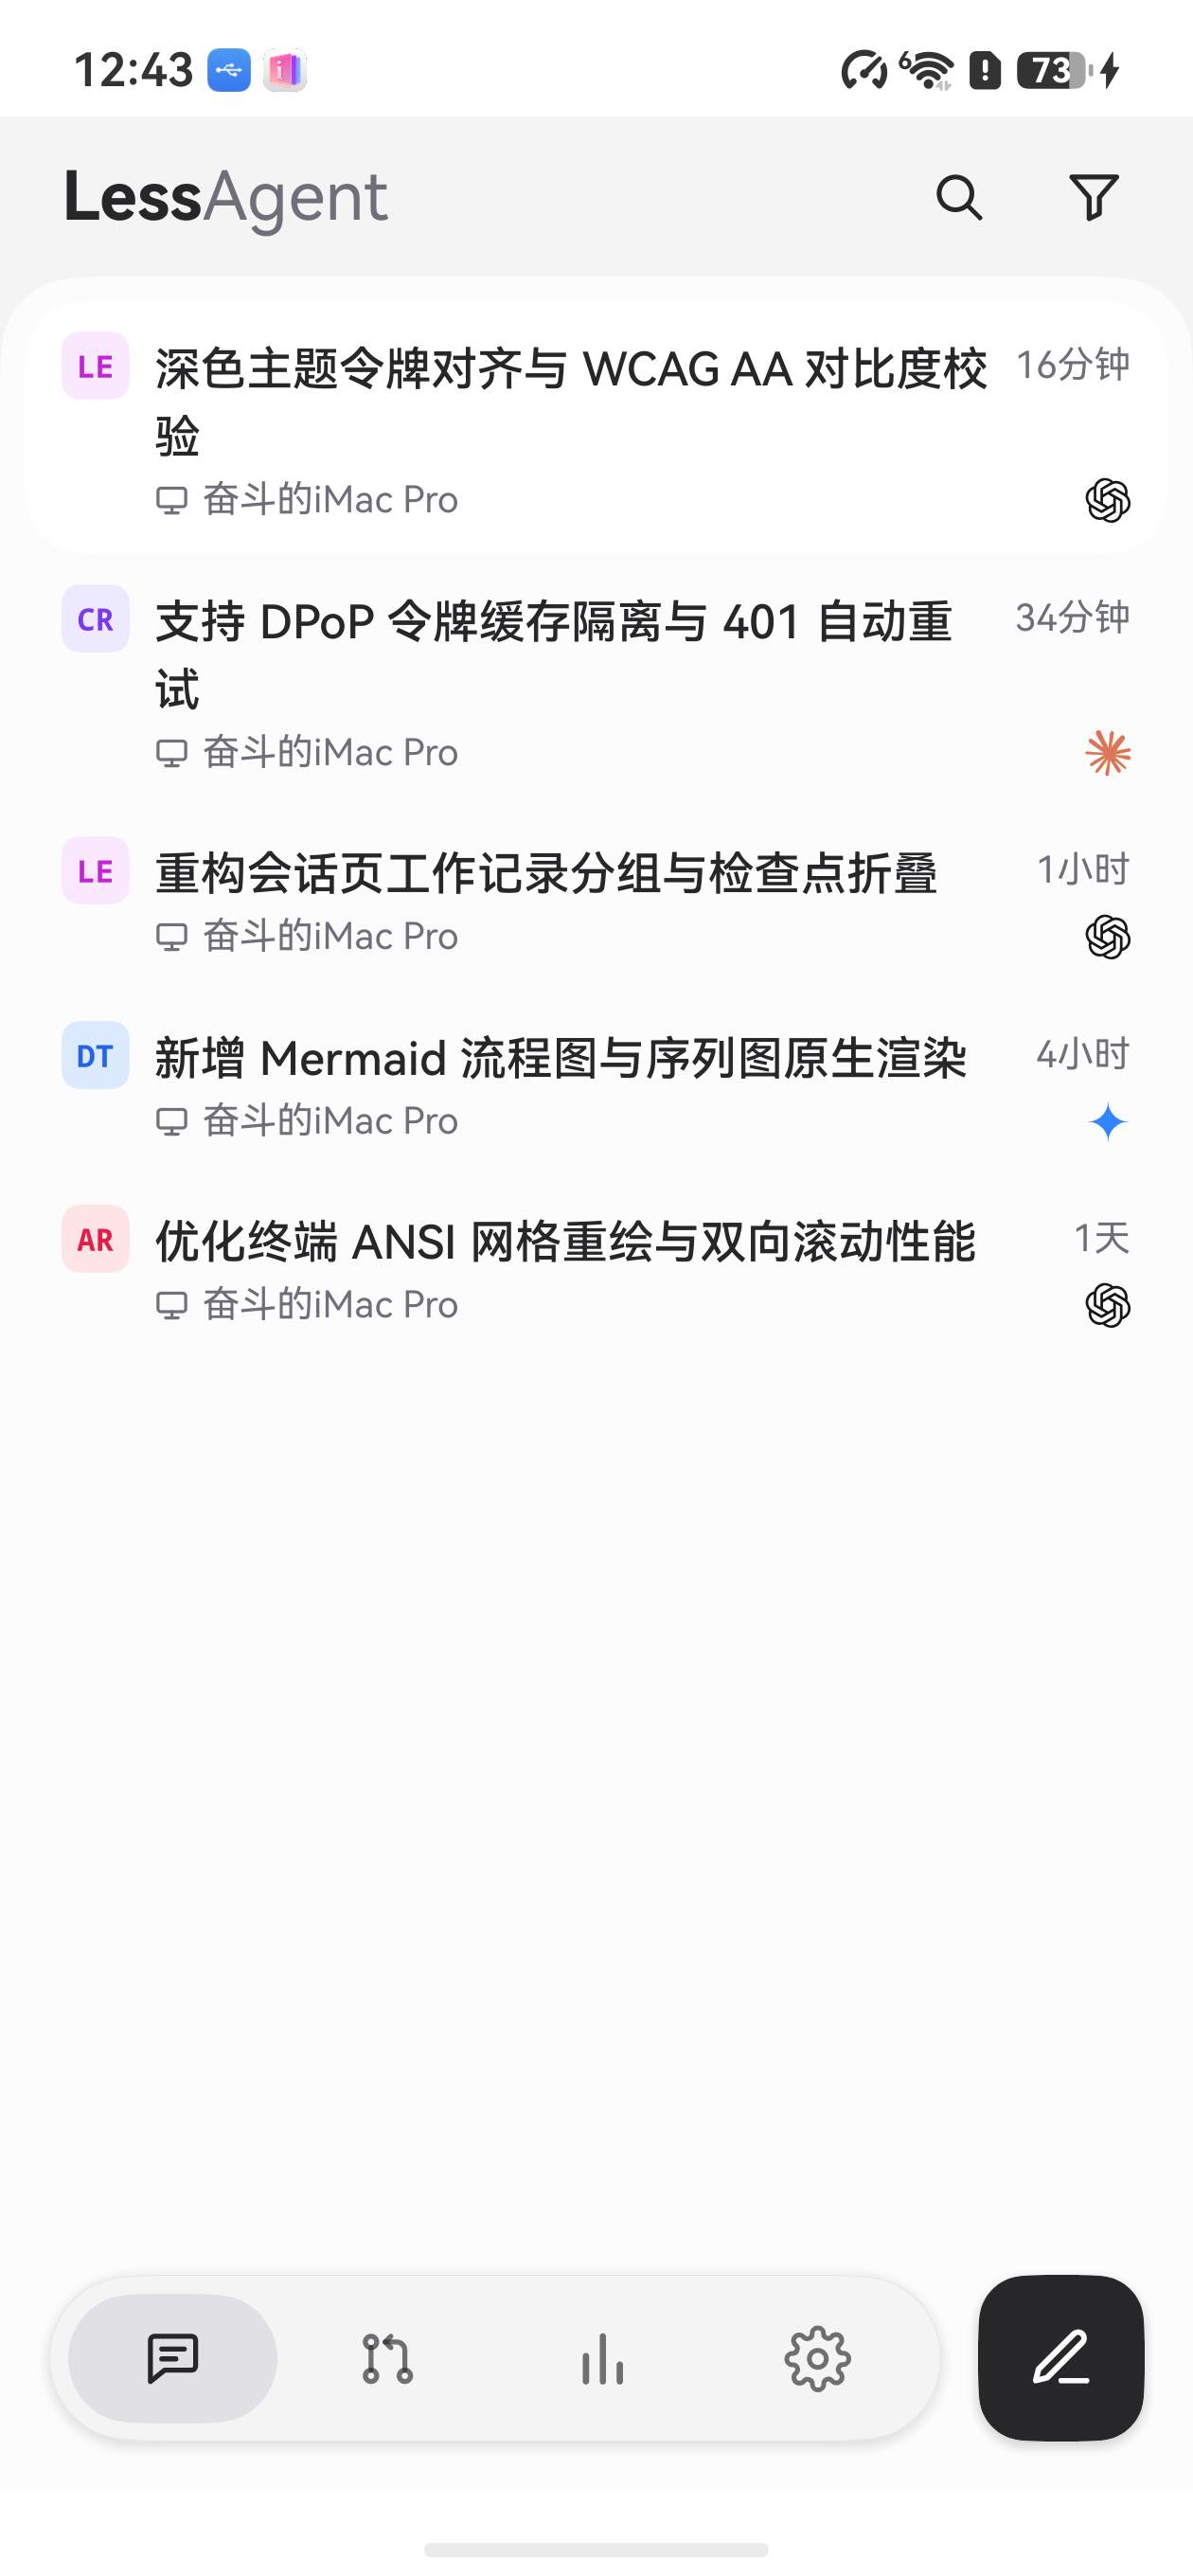 12:43
6
73
LessAgent
LE
深色主题令牌对齐与 WCAG AA 对比度校
验
16分钟
奋斗的iMac Pro
CR
支持 DPoP 令牌缓存隔离与 401 自动重
试
34分钟
奋斗的iMac Pro
LE
重构会话页工作记录分组与检查点折叠
1小时
奋斗的iMac Pro
DT
新增 Mermaid 流程图与序列图原生渲染
4小时
奋斗的iMac Pro
AR
优化终端 ANSI 网格重绘与双向滚动性能
1天
奋斗的iMac Pro